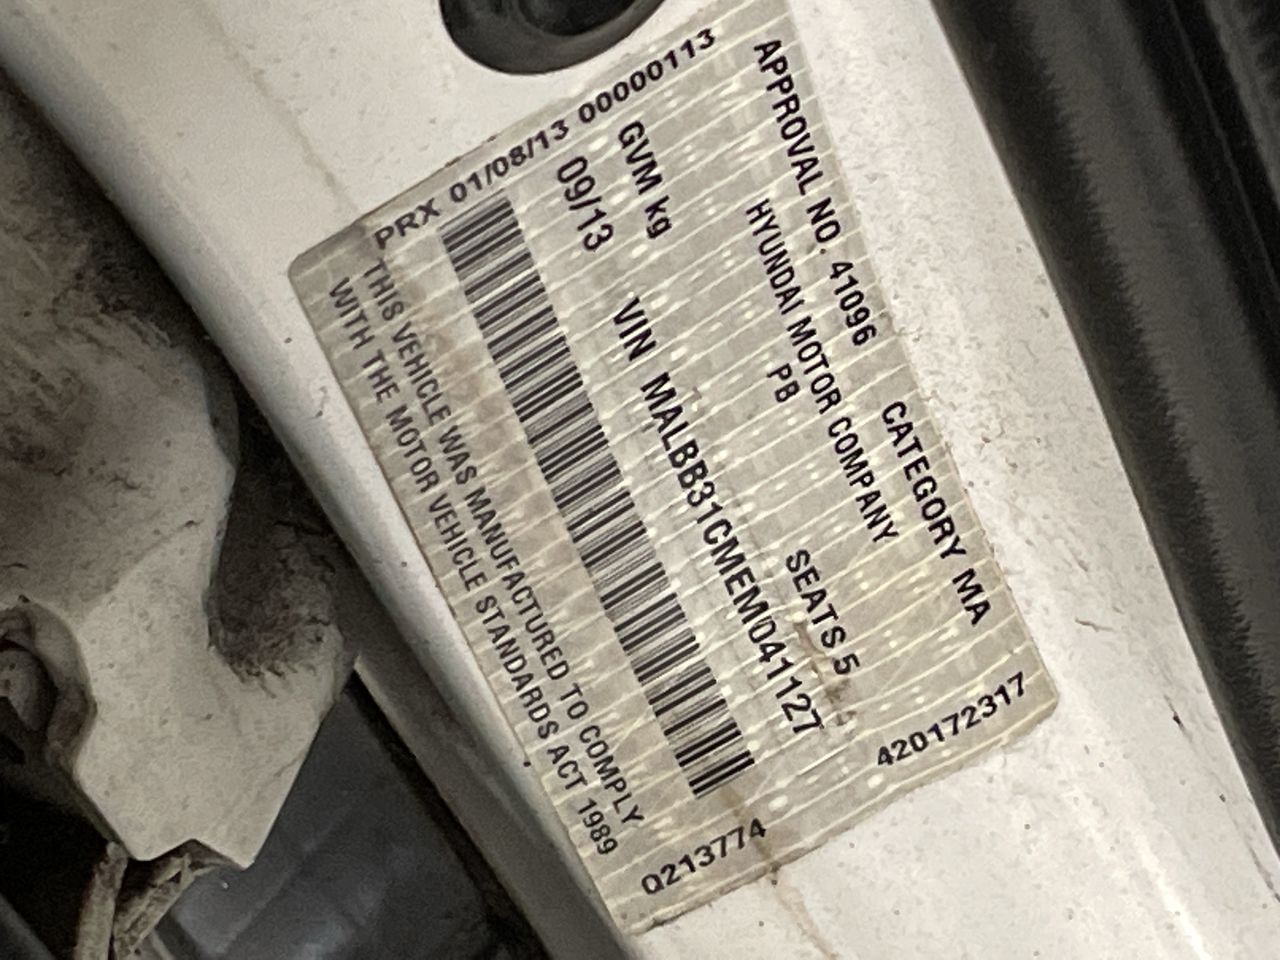 APPROVAL NO. 41096 CATEGORY MA
HYUNDAI MOTOR COMPANY
PB SEATS 5
GVM kg
09/13 VIN MALBB31CMEM041127
THIS VEHICLE WAS MANUFACTURED TO COMPLY
WITH THE MOTOR VEHICLE STANDARDS ACT 1989
PRX 01/08/13 00000113
420172317
Q213774